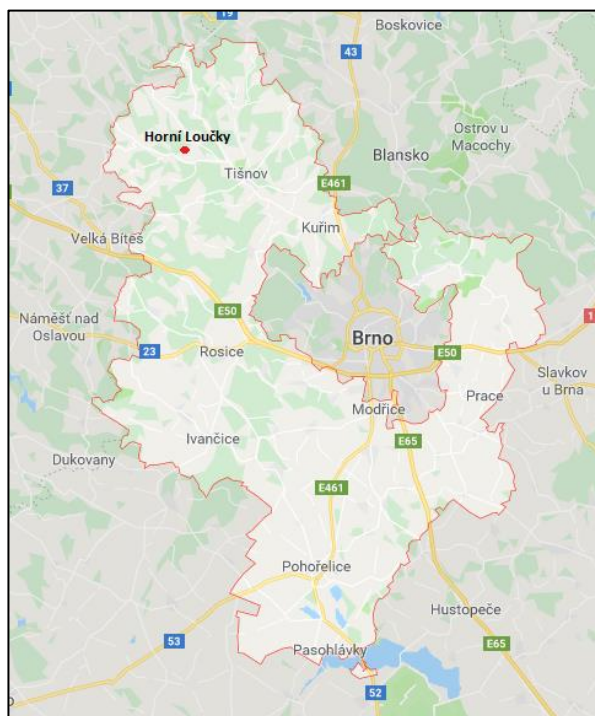 19
Boskovice
43
Horní Loučky
Ostrov u
Macochy
Blansko
Tišnov
E461
37
Kuřim
Velká Bíteš
E50
Náměšť nad
Oslavou
1
23
Rosice
Brno
E50
Slavkov
u Brna
Prace
Modřice
Ivančice
E65
Dukovany
E461
Pohořelice
Hustopeče
53
Pasohlávky
E65
52